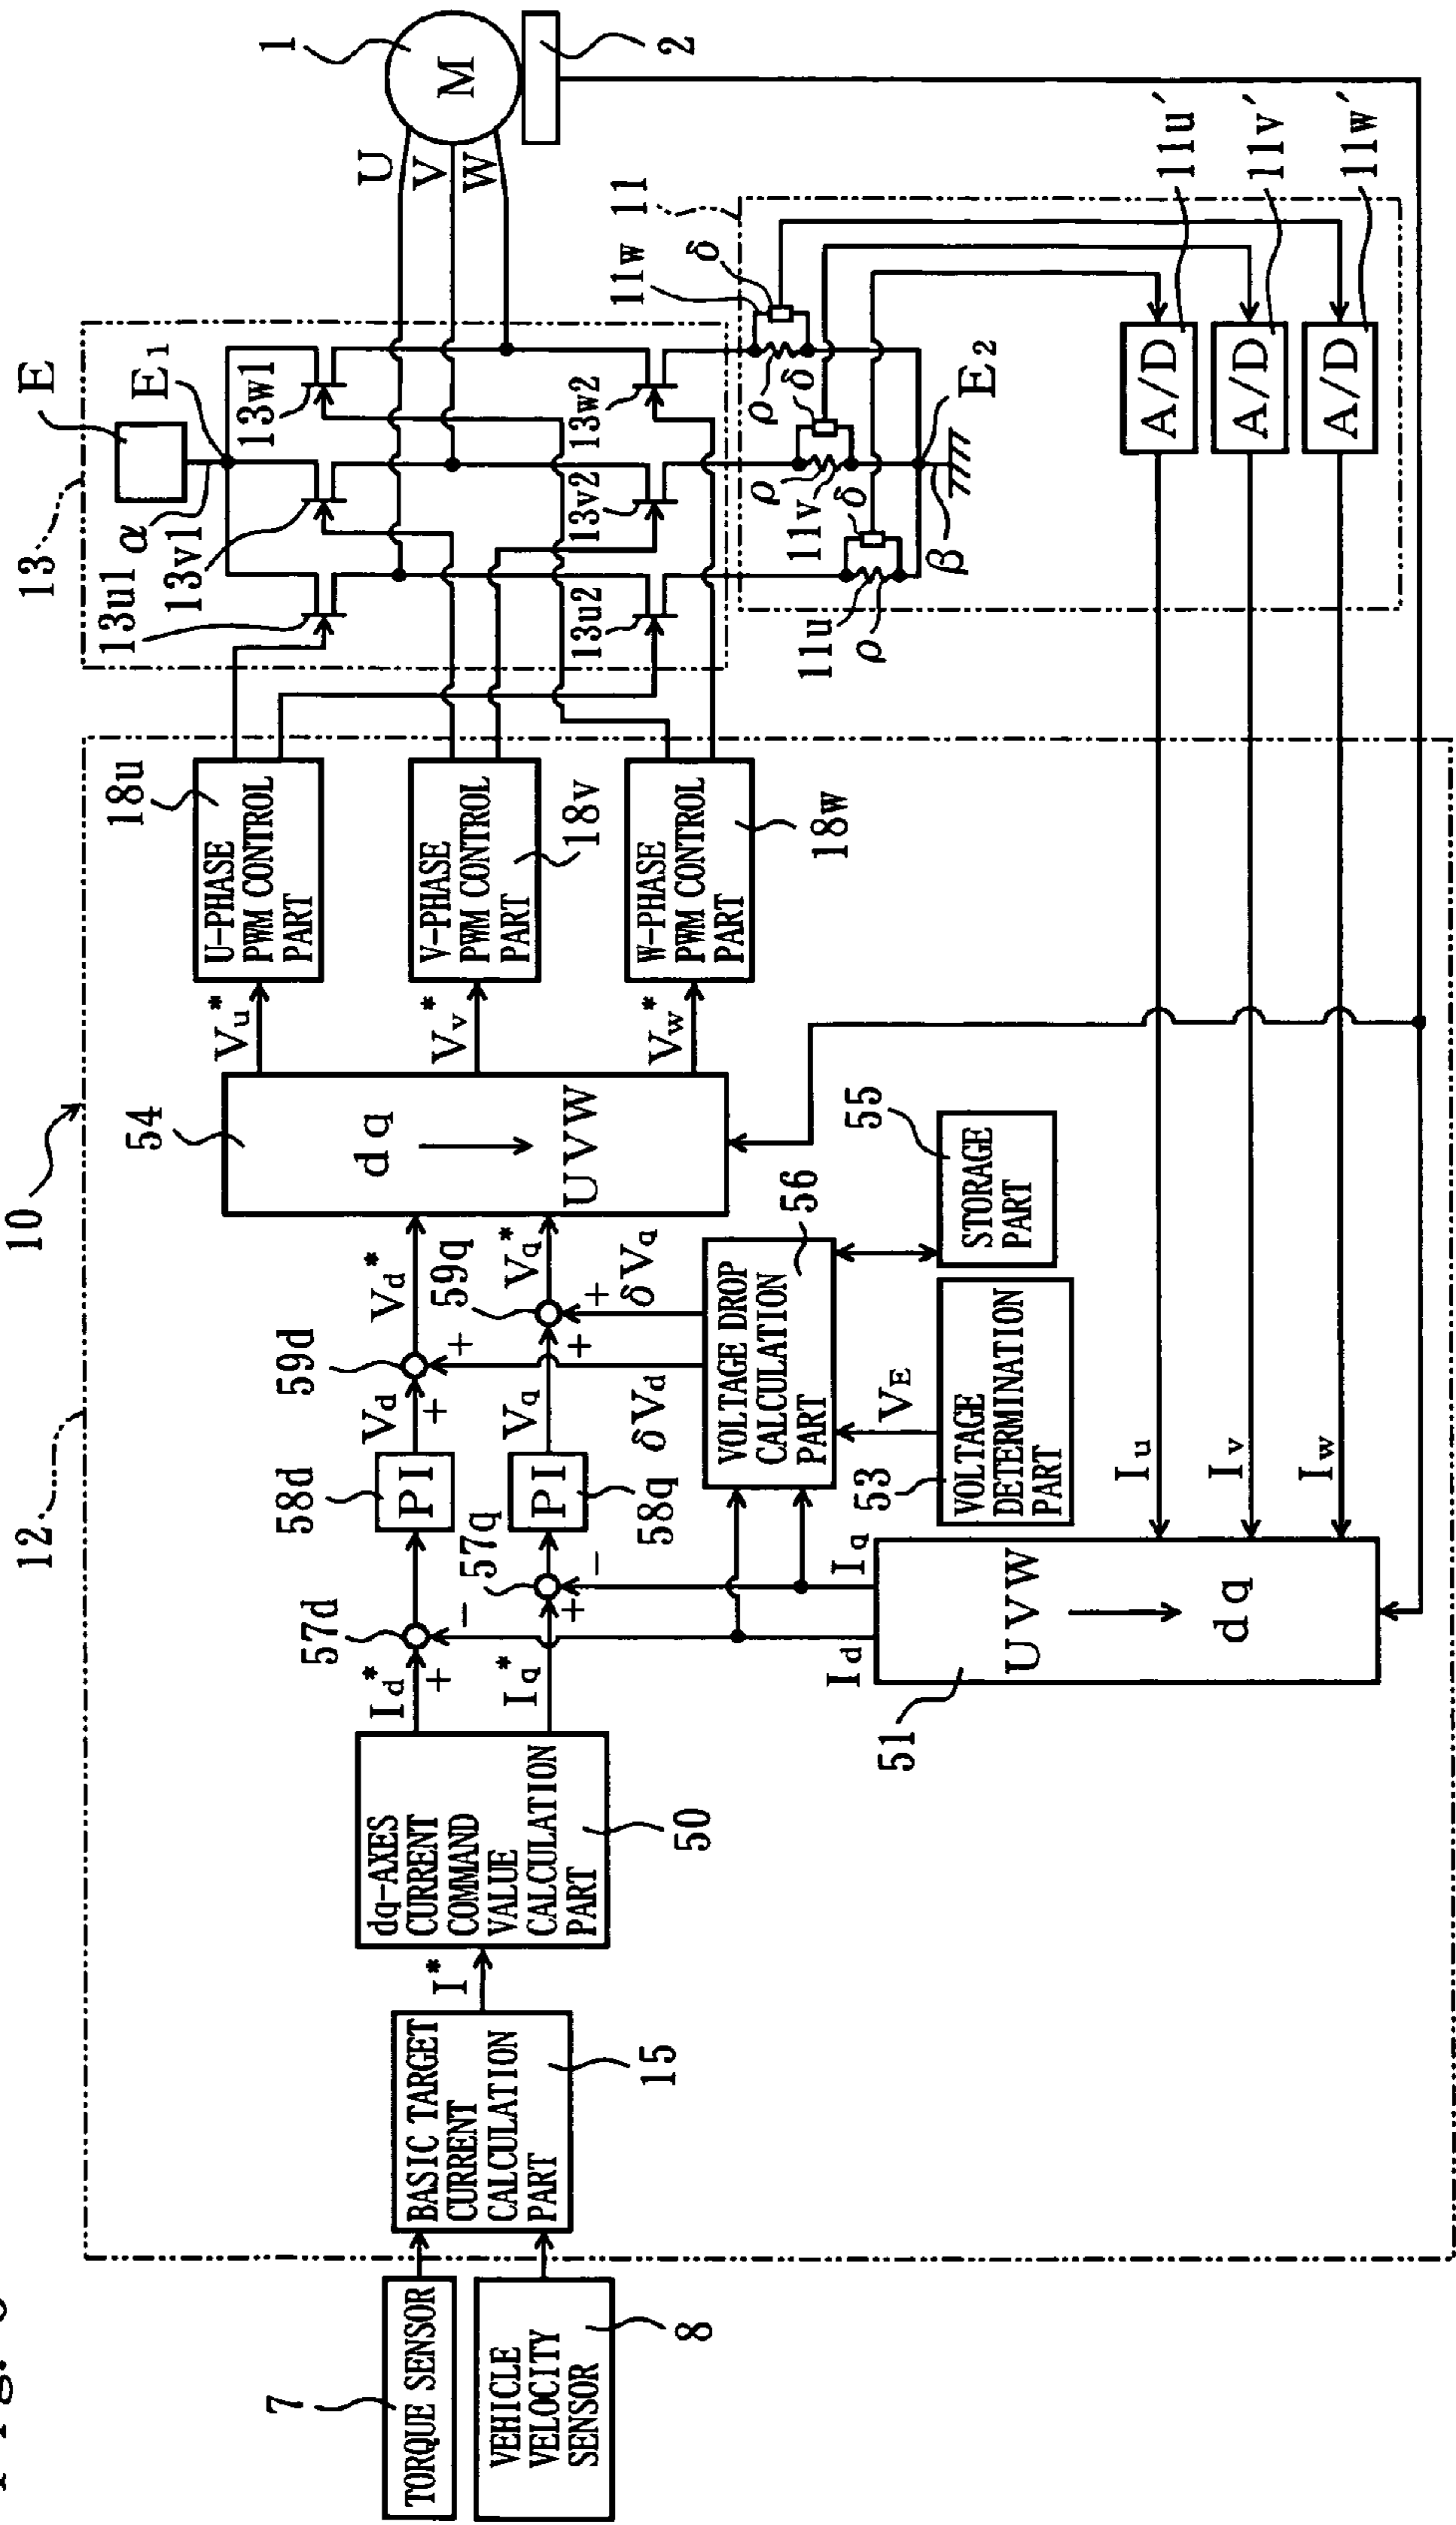 10
12
13
E
E₁
α
13u1
13v1
13w1
13u2
13v2
13w2
U
V
W
1
M
2
7
TORQUE SENSOR
8
VEHICLE
VELOCITY
SENSOR
BASIC TARGET
CURRENT
CALCULATION
PART
15
I*
dq-AXES
CURRENT
COMMAND
VALUE
CALCULATION
PART
50
Id*
+
−
57d
Iq*
+
−
57q
58d
PI
58q
PI
Vd
+
+
59d
Vq
+
+
59q
Vd*
Vq*
δVd
δVq
54
dq
UVW
Vu*
Vv*
Vw*
18u
U-PHASE
PWM CONTROL
PART
V-PHASE
PWM CONTROL
PART
18v
W-PHASE
PWM CONTROL
PART
18w
VOLTAGE DROP
CALCULATION
PART
56
VE
53
VOLTAGE
DETERMINATION
PART
55
STORAGE
PART
Id
Iq
51
UVW
dq
Iu
Iv
Iw
11
11u
ρ
δ
11v
ρ
δ
11w
ρ
δ
E₂
β
A/D
11u′
A/D
11v′
A/D
11w′